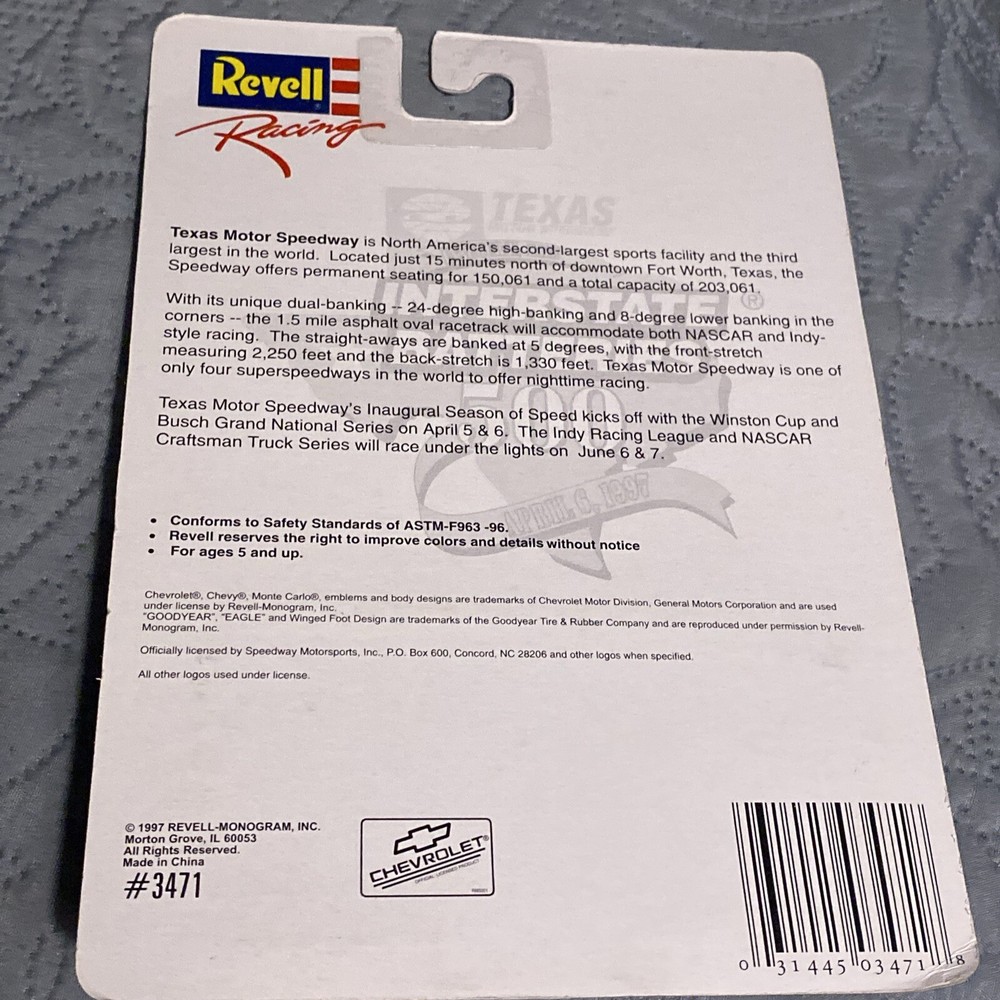 Revell
Racing
TEXAS
INTERSTATE
®
500
APRIL 6, 1997
Texas Motor Speedway is North America's second-largest sports facility and the third
largest in the world. Located just 15 minutes north of downtown Fort Worth, Texas, the
Speedway offers permanent seating for 150,061 and a total capacity of 203,061.
With its unique dual-banking -- 24-degree high-banking and 8-degree lower banking in the
corners -- the 1.5 mile asphalt oval racetrack will accommodate both NASCAR and Indy-
style racing. The straight-aways are banked at 5 degrees, with the front-stretch
measuring 2,250 feet and the back-stretch is 1,330 feet. Texas Motor Speedway is one of
only four superspeedways in the world to offer nighttime racing.
Texas Motor Speedway's Inaugural Season of Speed kicks off with the Winston Cup and
Busch Grand National Series on April 5 & 6. The Indy Racing League and NASCAR
Craftsman Truck Series will race under the lights on June 6 & 7.
• Conforms to Safety Standards of ASTM-F963 -96.
• Revell reserves the right to improve colors and details without notice
• For ages 5 and up.
Chevrolet®, Chevy®, Monte Carlo®, emblems and body designs are trademarks of Chevrolet Motor Division, General Motors Corporation and are used
under license by Revell-Monogram, Inc.
"GOODYEAR", "EAGLE" and Winged Foot Design are trademarks of the Goodyear Tire & Rubber Company and are reproduced under permission by Revell-
Monogram, Inc.
Officially licensed by Speedway Motorsports, Inc., P.O. Box 600, Concord, NC 28206 and other logos when specified.
All other logos used under license.
© 1997 REVELL-MONOGRAM, INC.
Morton Grove, IL 60053
All Rights Reserved.
Made in China
#3471
CHEVROLET®
OFFICIAL LICENSED PRODUCT
0 31445 03471 8